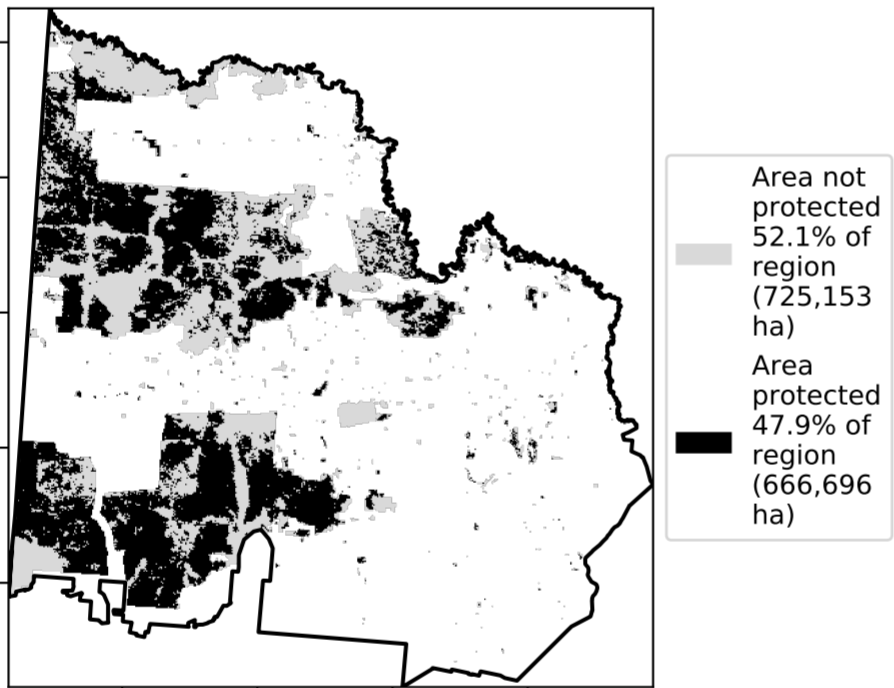 Area not
protected
52.1% of
region
(725,153
ha)
Area
protected
47.9% of
region
(666,696
ha)